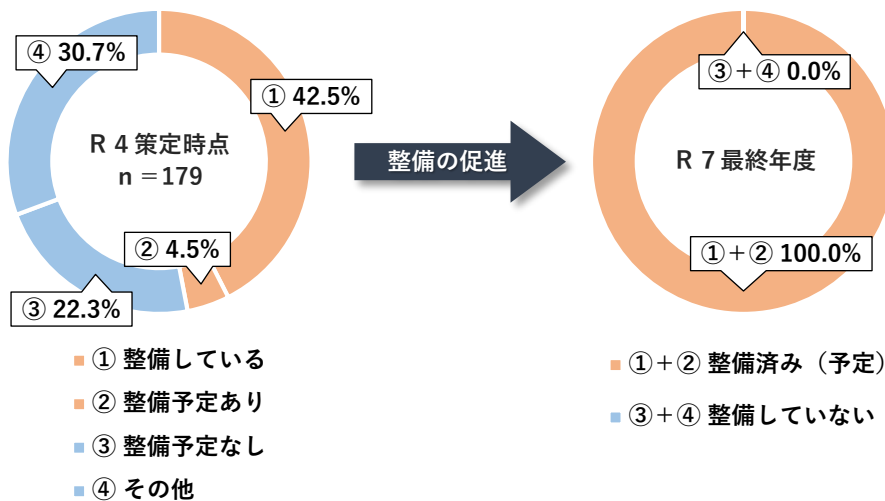 ④ 30.7%
① 42.5%
R４策定時点
n＝179
② 4.5%
③ 22.3%
① 整備している
② 整備予定あり
③ 整備予定なし
④ その他
整備の促進
③＋④ 0.0%
R７最終年度
①＋② 100.0%
①＋② 整備済み（予定）
③＋④ 整備していない